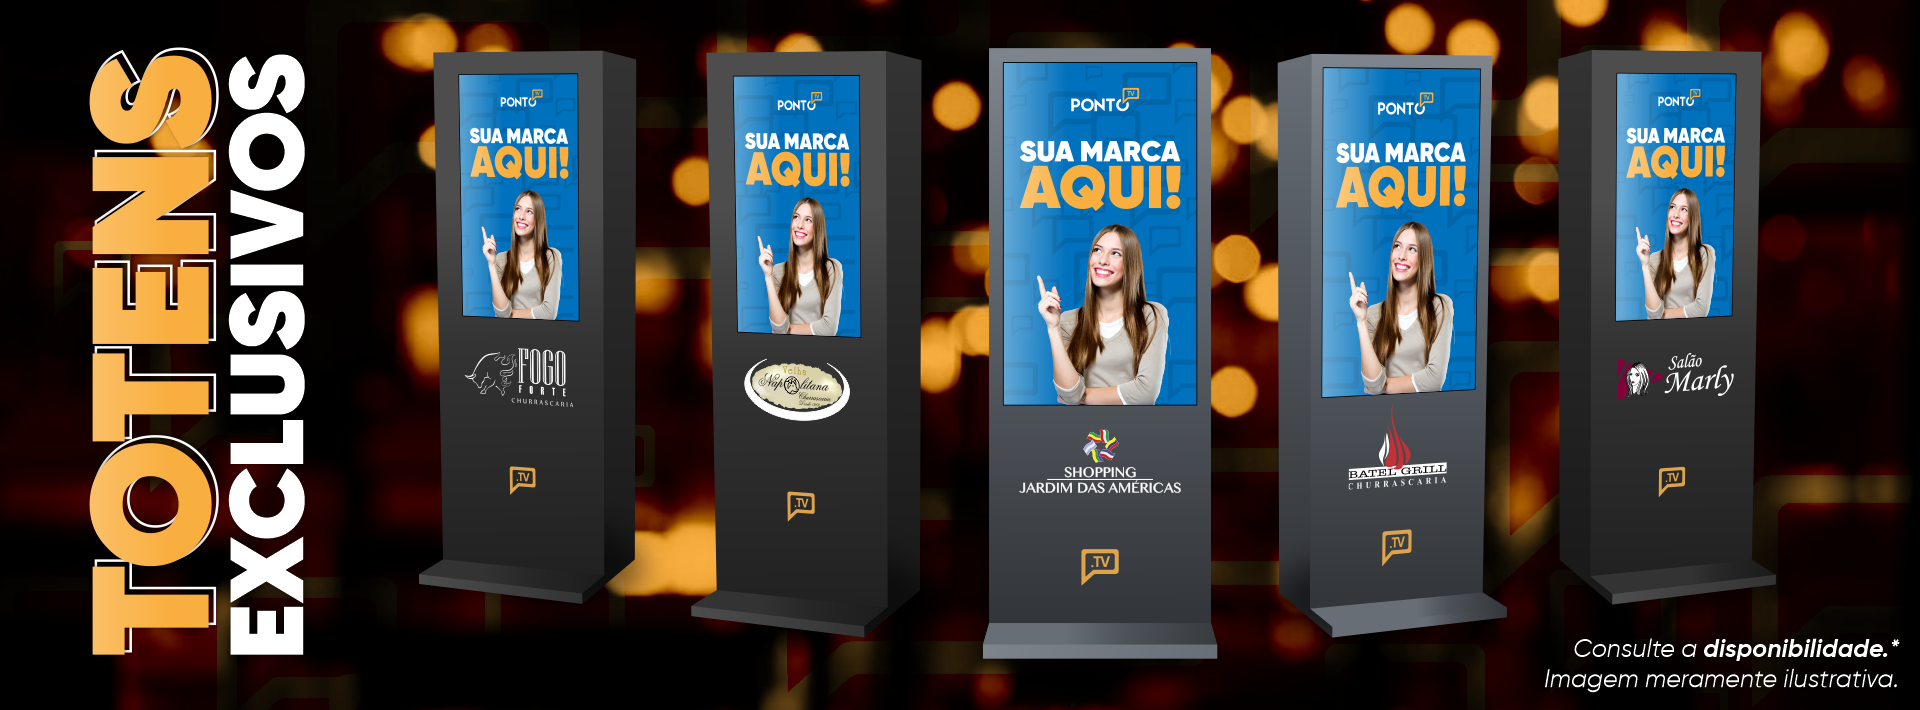 TOTENS
EXCLUSIVOS
PONTO
TV
SUA MARCA
AQUI!
FOGO
FORTE
CHURRASCARIA
.TV
PONTO
TV
SUA MARCA
AQUI!
Velha
Napolitana
Churrascaria
.TV
PONTO
TV
SUA MARCA
AQUI!
SHOPPING
JARDIM DAS AMÉRICAS
.TV
PONTO
TV
SUA MARCA
AQUI!
BATEL GRILL
CHURRASCARIA
.TV
PONTO
TV
SUA MARCA
AQUI!
Salão
Marly
.TV
Consulte a disponibilidade.*
Imagem meramente ilustrativa.